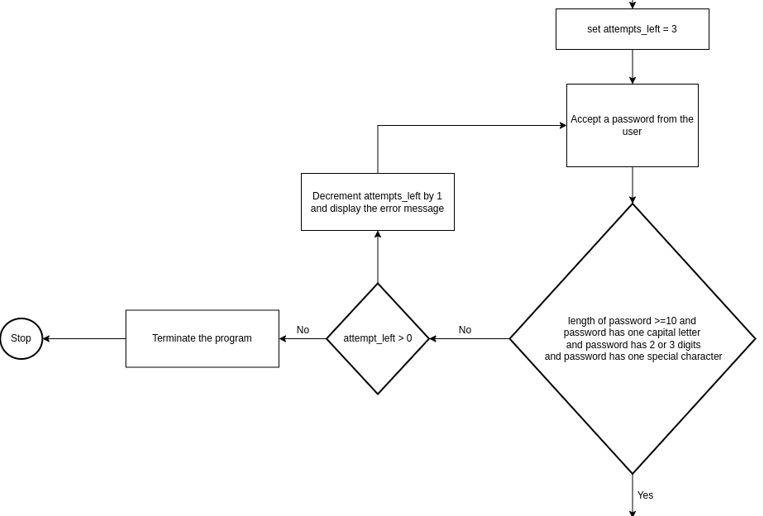 set attempts_left = 3
Accept a password from the
user
Decrement attempts_left by 1
and display the error message
length of password >=10 and
password has one capital letter
and password has 2 or 3 digits
and password has one special character
No
attempt_left > 0
No
Terminate the program
Stop
Yes